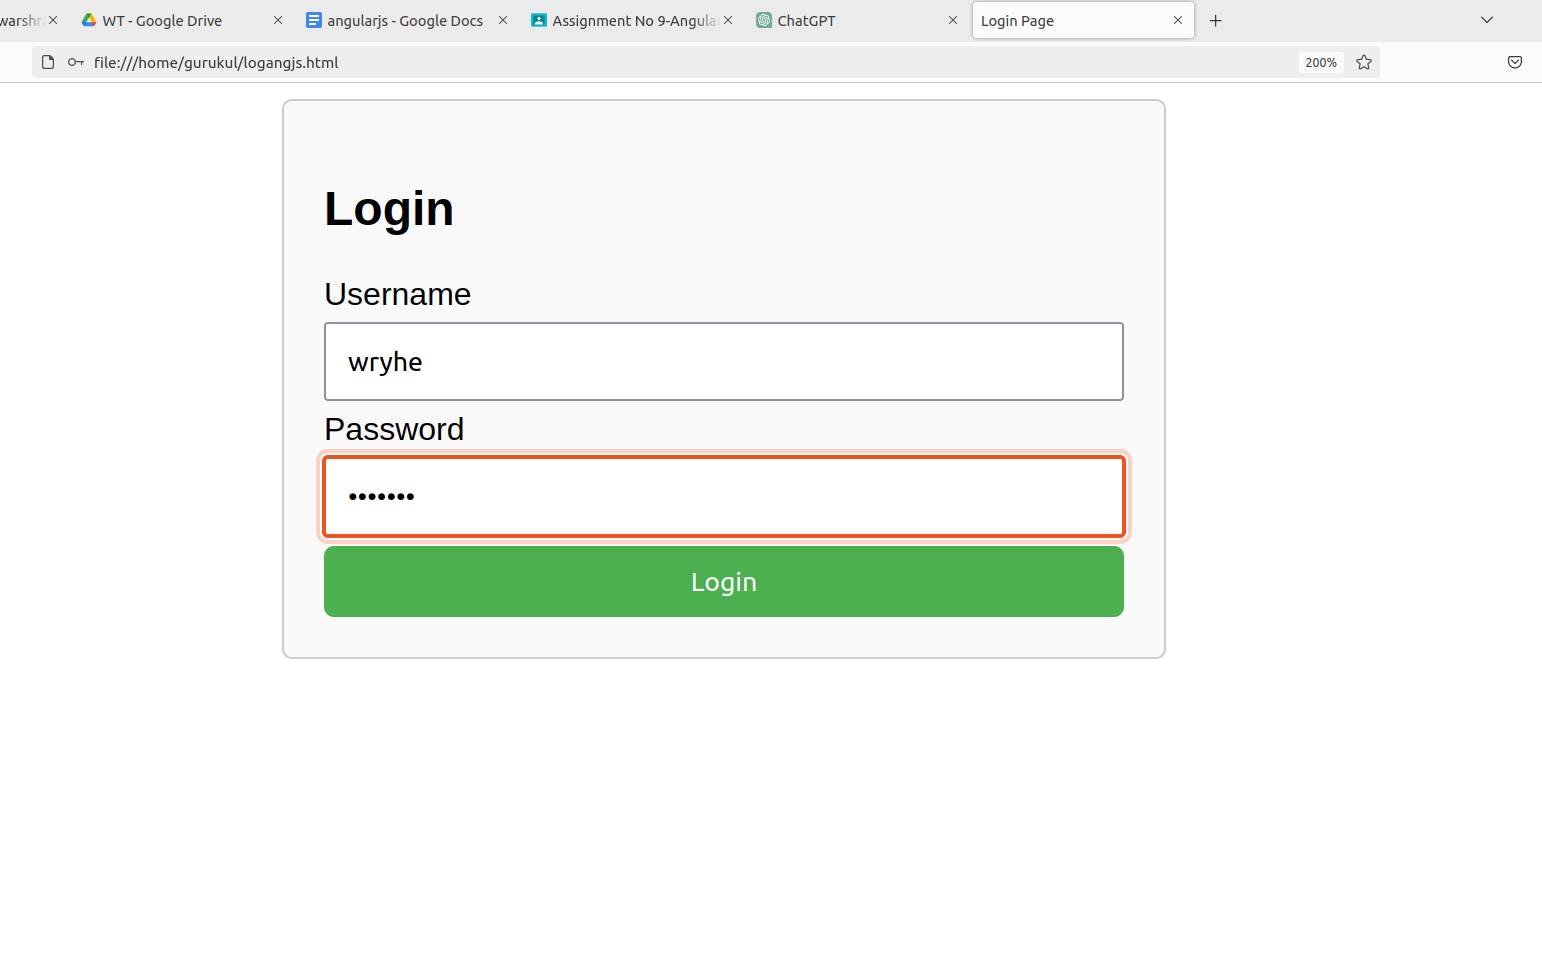 warshr
WT - Google Drive
angularjs - Google Docs
Assignment No 9-Angula
ChatGPT
Login Page
file:///home/gurukul/logangjs.html
200%
Login
Username
wryhe
Password
•••••••
Login